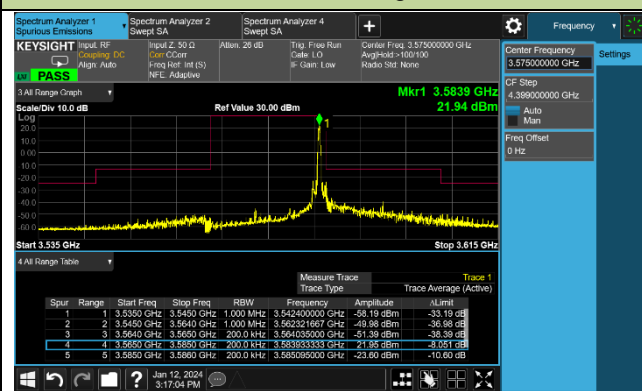 Spectrum Analyzer 1
Spurious Emissions
Spectrum Analyzer 2
Swept SA
Spectrum Analyzer 4
Swept SA
Frequency
KEYSIGHT
Input: RF
Coupling: DC
Align: Auto
Input Z: 50 Ω
Corr CCorr
Freq Ref: Int (S)
NFE: Adaptive
Atten: 26 dB
Trig: Free Run
Gate: LO
IF Gain: Low
Center Freq: 3.575000000 GHz
Avg|Hold:>100/100
Radio Std: None
PASS
Center Frequency
3.575000000 GHz
Settings
CF Step
4.399000000 GHz
Auto
Man
Freq Offset
0 Hz
3 All Range Graph
Mkr1 3.5839 GHz
Scale/Div 10.0 dB
Ref Value 30.00 dBm
21.94 dBm
Log
20.0
10.0
0.00
-10.0
-20.0
-30.0
-40.0
-50.0
-60.0
1
Start 3.535 GHz
Stop 3.615 GHz
4 All Range Table
Measure Trace Trace 1
Trace Type Trace Average (Active)
Spur Range Start Freq Stop Freq RBW Frequency Amplitude ΔLimit
1 1 3.5350 GHz 3.5450 GHz 1.000 MHz 3.542400000 GHz -58.19 dBm -33.19 dB
2 2 3.5450 GHz 3.5640 GHz 1.000 MHz 3.562321667 GHz -49.98 dBm -36.98 dB
3 3 3.5640 GHz 3.5650 GHz 200.0 kHz 3.564035000 GHz -51.39 dBm -38.39 dB
4 4 3.5650 GHz 3.5850 GHz 200.0 kHz 3.583933333 GHz 21.95 dBm -8.051 dB
5 5 3.5850 GHz 3.5860 GHz 200.0 kHz 3.585095000 GHz -23.60 dBm -10.60 dB
Jan 12, 2024
3:17:04 PM